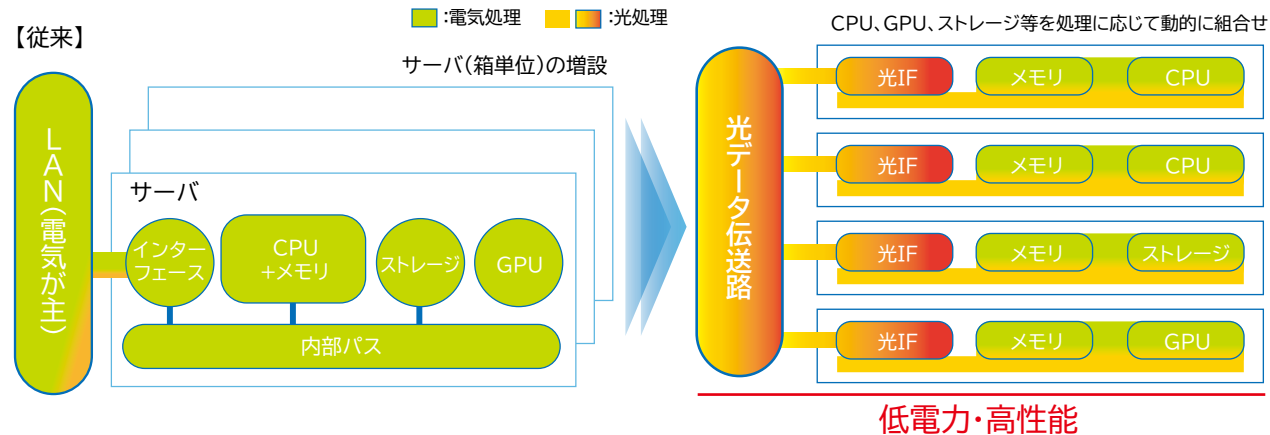 :電気処理
:光処理
【従来】
サーバ(箱単位)の増設
LAN(電気が主)
サーバ
インター
フェース
CPU
+メモリ
ストレージ
GPU
内部パス
CPU、GPU、ストレージ等を処理に応じて動的に組合せ
光データ伝送路
光IF
メモリ
CPU
光IF
メモリ
CPU
光IF
メモリ
ストレージ
光IF
メモリ
GPU
低電力・高性能